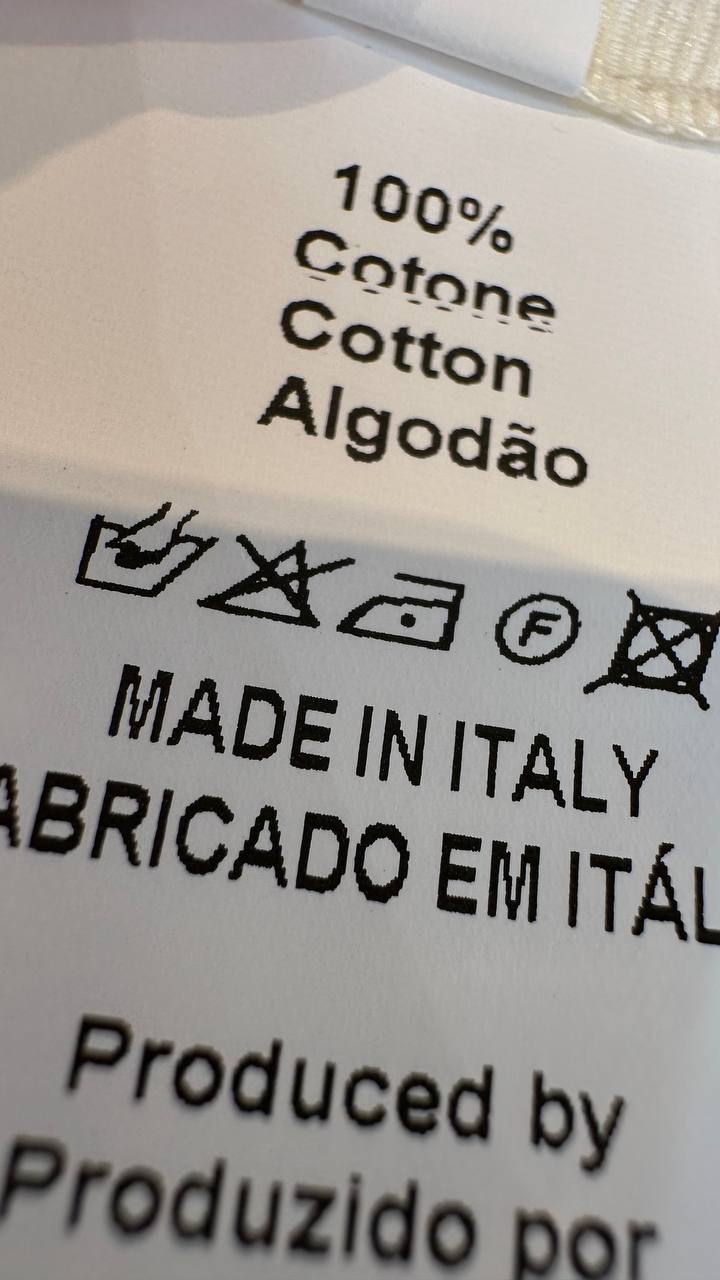 100%
Cotone
Cotton
Algodão
F
MADE IN ITALY
ABRICADO EM ITÁL
Produced by
Produzido por